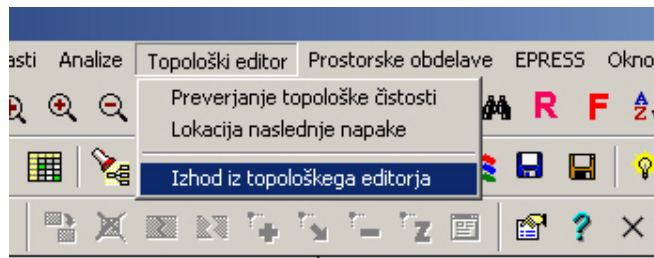 asti Analize Topološki editor Prostorske obdelave EPRESS Okno
Preverjanje topološke čistosti
R F A Z
Lokacija naslednje napake
Izhod iz topološkega editorja
z ?